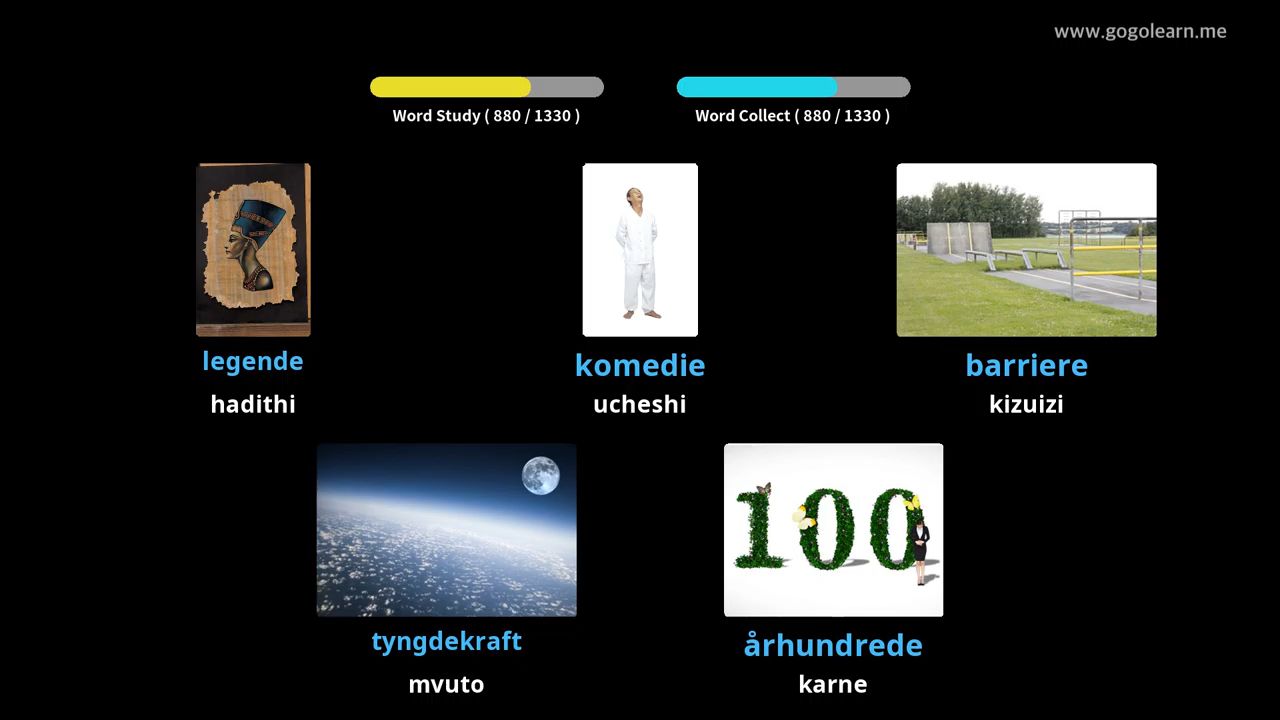 www.gogolearn.me
Word Study ( 880 / 1330 )
Word Collect ( 880 / 1330 )
legende
hadithi
komedie
ucheshi
barriere
kizuizi
tyngdekraft
mvuto
100
århundrede
karne